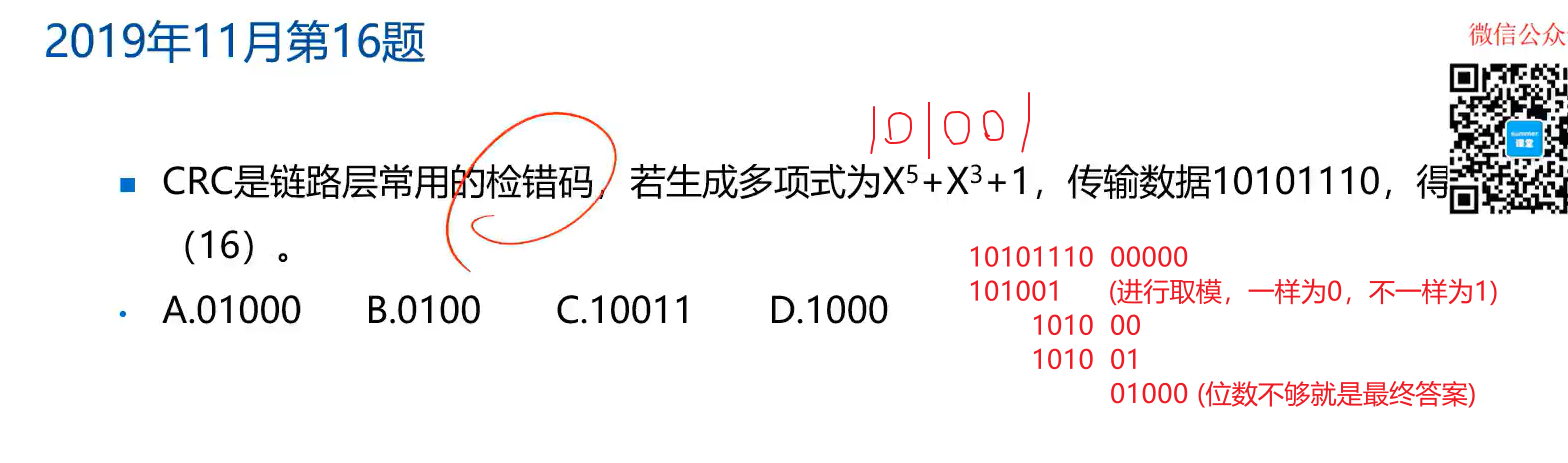 2019年11月第16题
微信公众
summer
课堂
101001
CRC是链路层常用的检错码，若生成多项式为X⁵+X³+1，传输数据10101110，得
（16）。
A.01000 B.0100 C.10011 D.1000
10101110 00000
101001 (进行取模，一样为0，不一样为1)
1010 00
1010 01
01000 (位数不够就是最终答案)